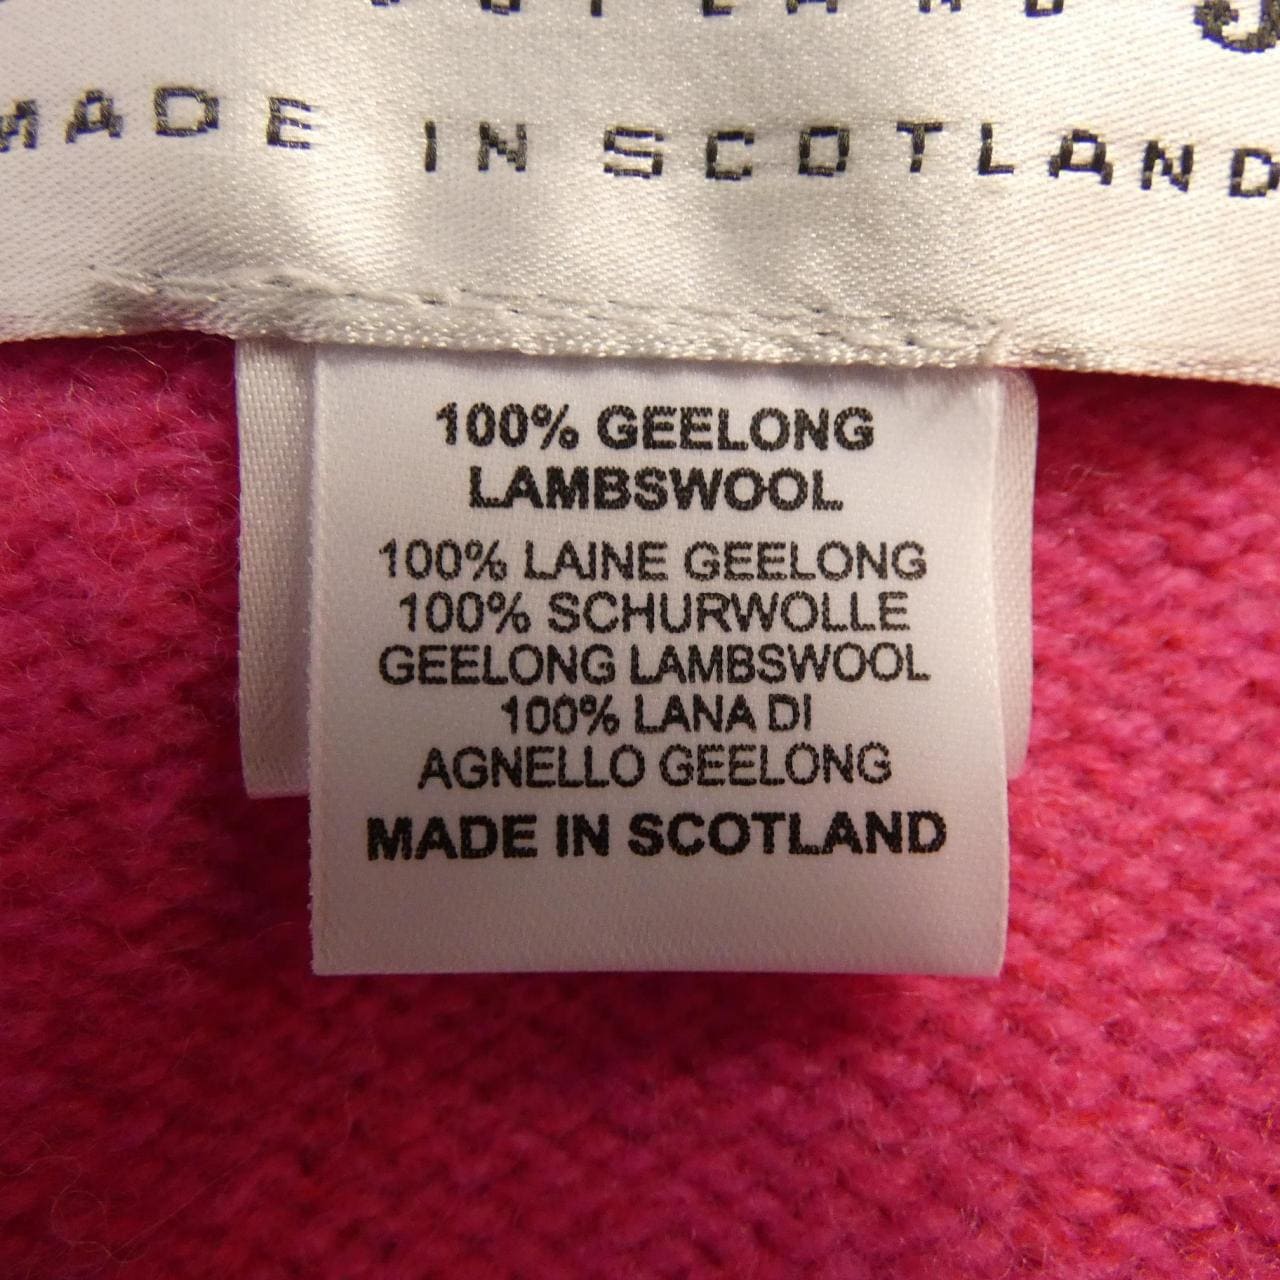 MADE IN SCOTLAND
100% GEELONG
LAMBSWOOL
100% LAINE GEELONG
100% SCHURWOLLE
GEELONG LAMBSWOOL
100% LANA DI
AGNELLO GEELONG
MADE IN SCOTLAND